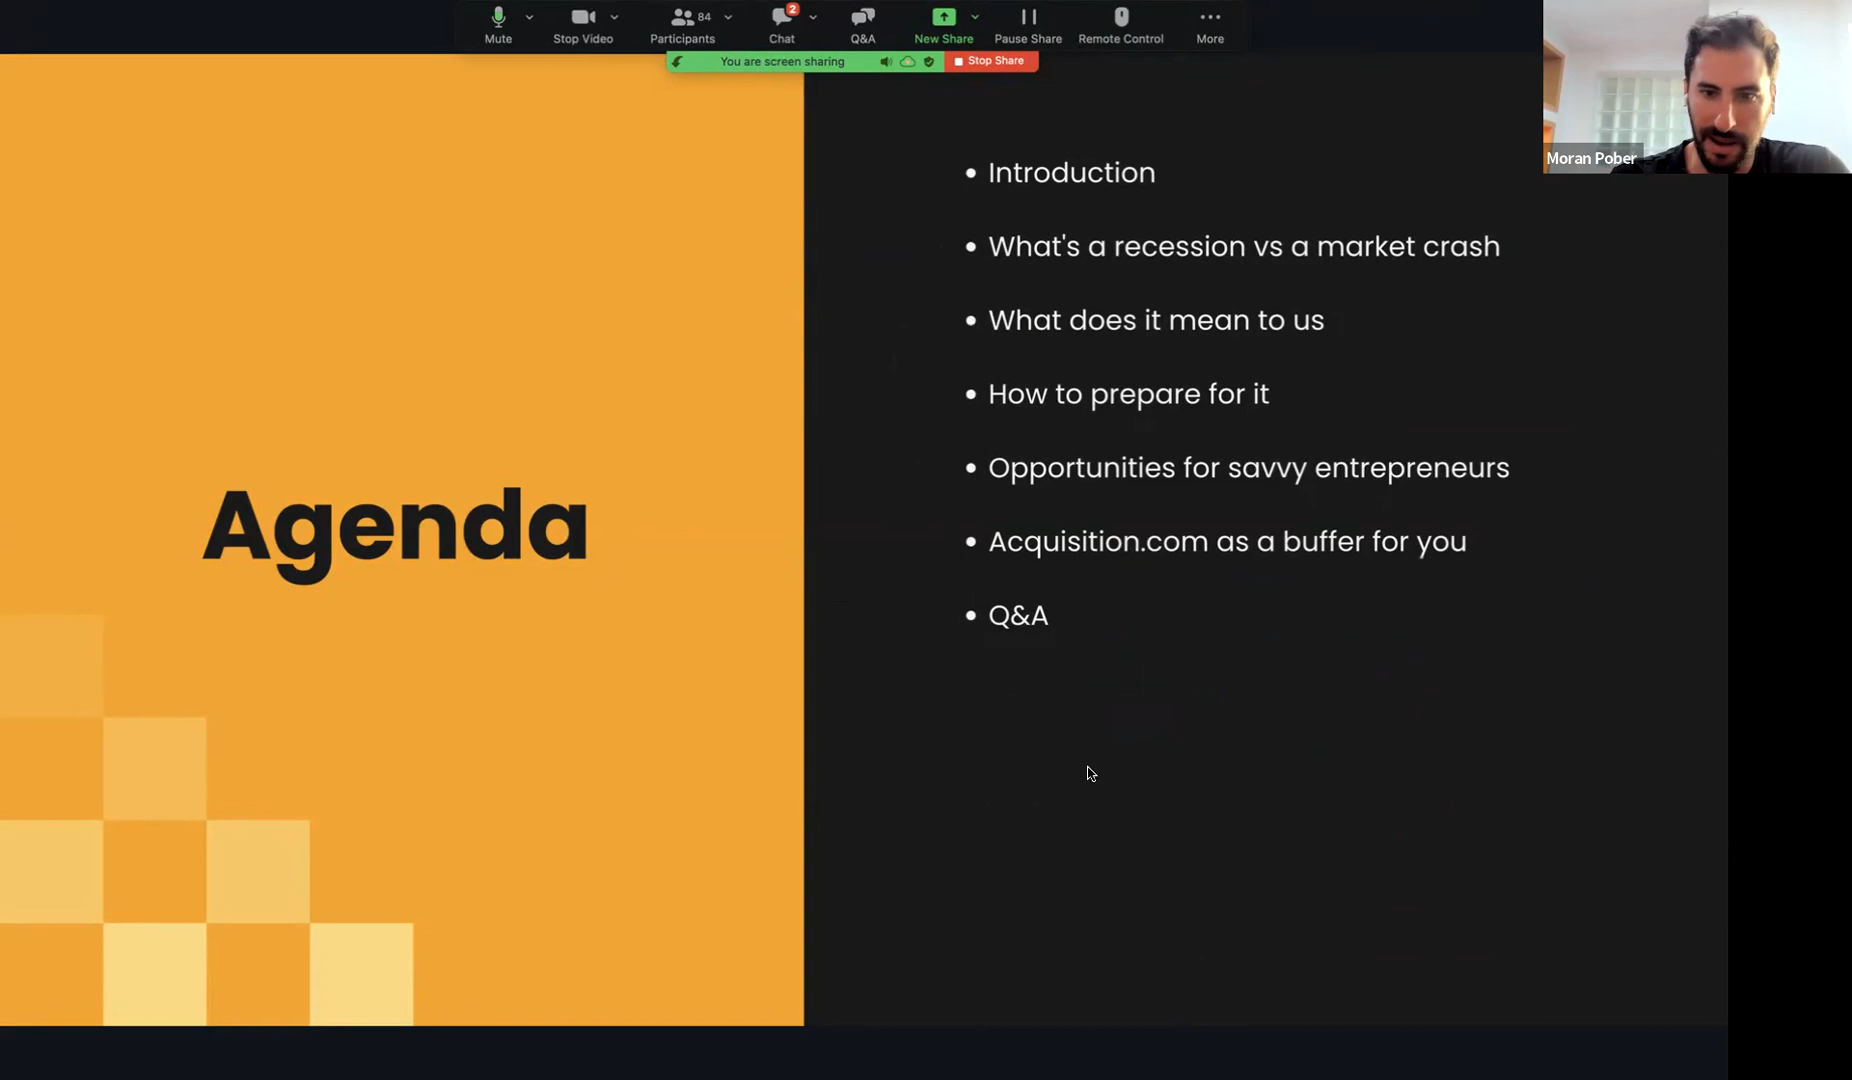 Mute
Stop Video
84
Participants
2
Chat
Q&A
New Share
Pause Share
Remote Control
More
You are screen sharing
Stop Share
Moran Pober
Agenda
• Introduction
• What's a recession vs a market crash
• What does it mean to us
• How to prepare for it
• Opportunities for savvy entrepreneurs
• Acquisition.com as a buffer for you
• Q&A